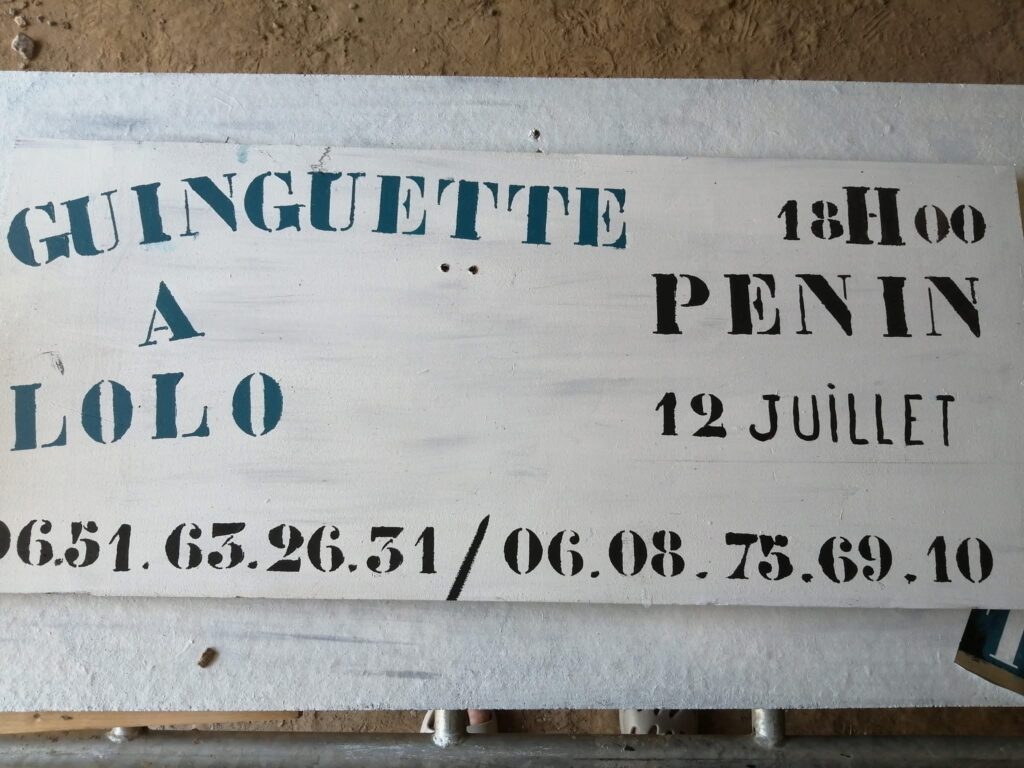 GUINGUETTE
A
LOLO
18H00
PENIN
12 JUiLLET
06.51.63.26.31/06.08.75.69.10